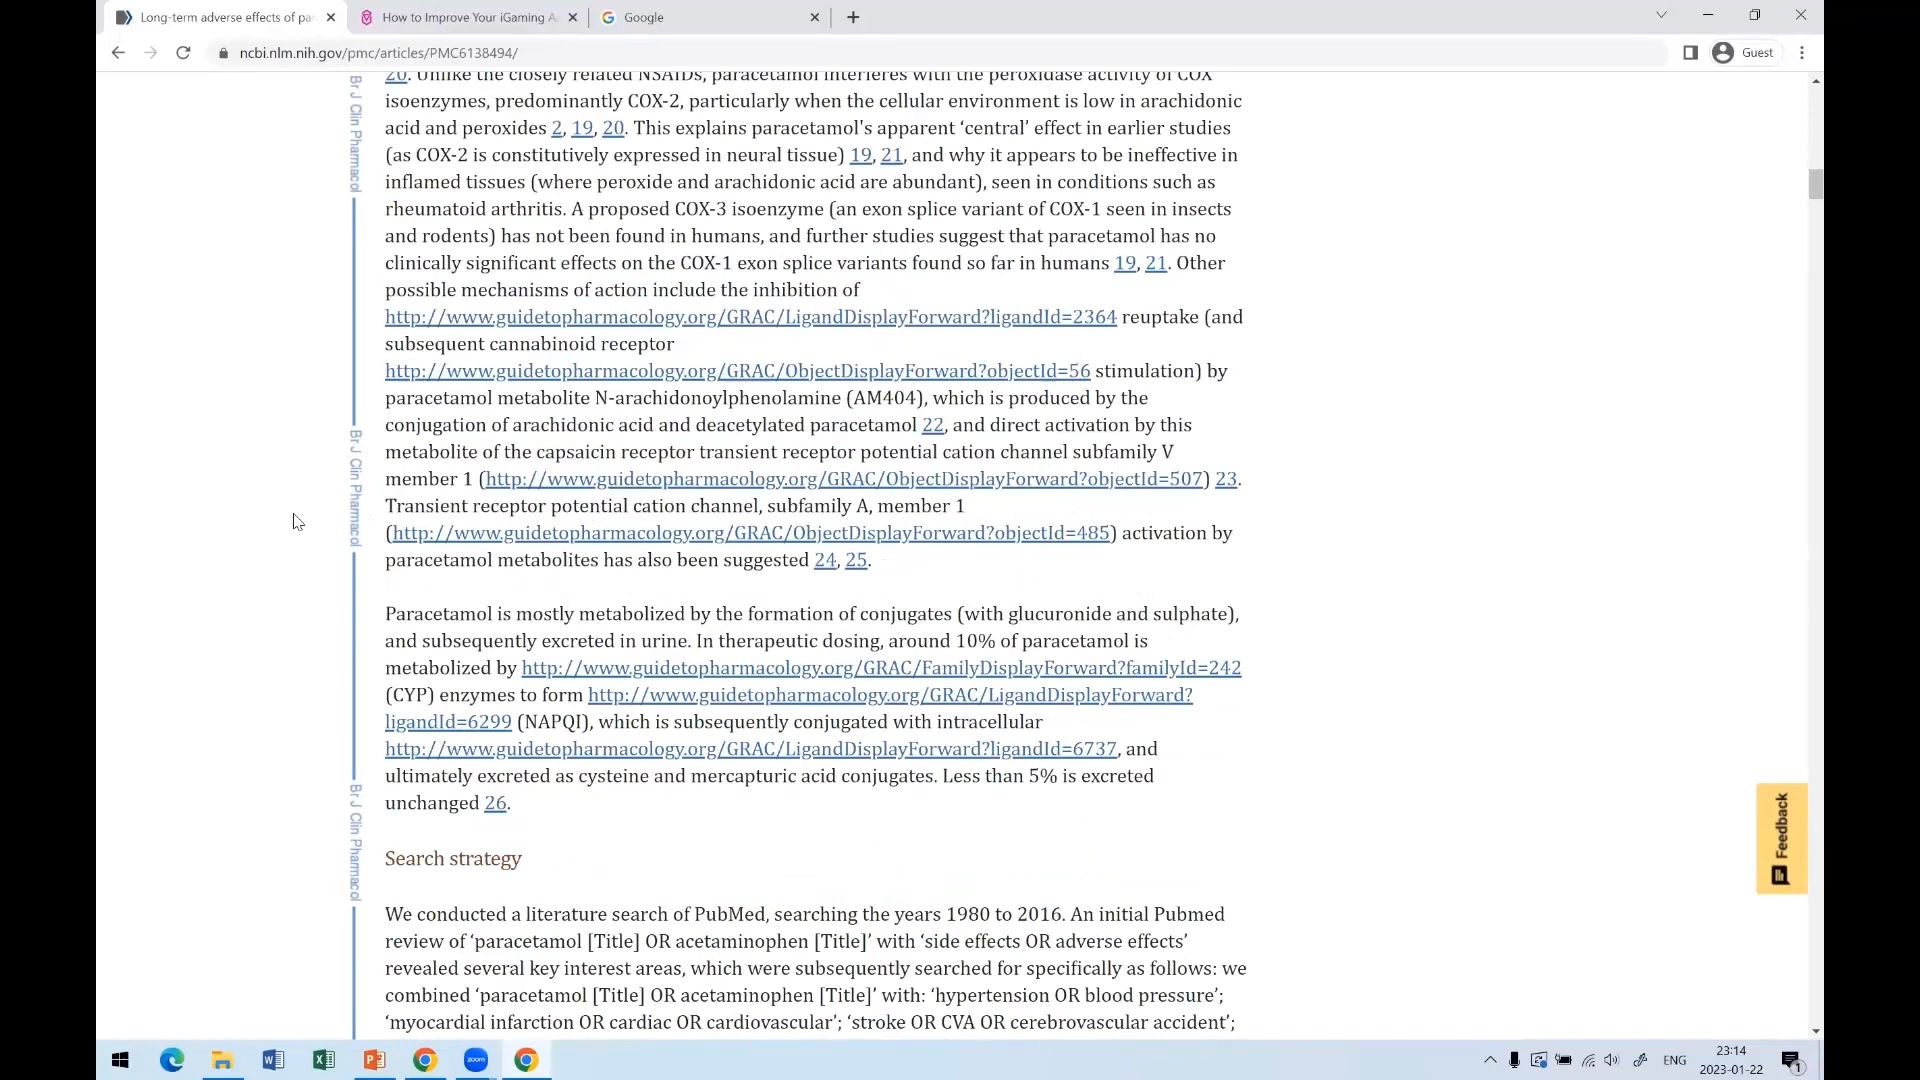 Long-term adverse effects of par
How to Improve Your iGaming A
Google
ncbi.nlm.nih.gov/pmc/articles/PMC6138494/
Guest
20. Unlike the closely related NSAIDs, paracetamol interferes with the peroxidase activity of COX
isoenzymes, predominantly COX-2, particularly when the cellular environment is low in arachidonic
acid and peroxides 2, 19, 20. This explains paracetamol's apparent ‘central’ effect in earlier studies
(as COX-2 is constitutively expressed in neural tissue) 19, 21, and why it appears to be ineffective in
inflamed tissues (where peroxide and arachidonic acid are abundant), seen in conditions such as
rheumatoid arthritis. A proposed COX-3 isoenzyme (an exon splice variant of COX-1 seen in insects
and rodents) has not been found in humans, and further studies suggest that paracetamol has no
clinically significant effects on the COX-1 exon splice variants found so far in humans 19, 21. Other
possible mechanisms of action include the inhibition of
http://www.guidetopharmacology.org/GRAC/LigandDisplayForward?ligandId=2364 reuptake (and
subsequent cannabinoid receptor
http://www.guidetopharmacology.org/GRAC/ObjectDisplayForward?objectId=56 stimulation) by
paracetamol metabolite N-arachidonoylphenolamine (AM404), which is produced by the
conjugation of arachidonic acid and deacetylated paracetamol 22, and direct activation by this
metabolite of the capsaicin receptor transient receptor potential cation channel subfamily V
member 1 (http://www.guidetopharmacology.org/GRAC/ObjectDisplayForward?objectId=507) 23.
Transient receptor potential cation channel, subfamily A, member 1
(http://www.guidetopharmacology.org/GRAC/ObjectDisplayForward?objectId=485) activation by
paracetamol metabolites has also been suggested 24, 25.
Paracetamol is mostly metabolized by the formation of conjugates (with glucuronide and sulphate),
and subsequently excreted in urine. In therapeutic dosing, around 10% of paracetamol is
metabolized by http://www.guidetopharmacology.org/GRAC/FamilyDisplayForward?familyId=242
(CYP) enzymes to form http://www.guidetopharmacology.org/GRAC/LigandDisplayForward?
ligandId=6299 (NAPQI), which is subsequently conjugated with intracellular
http://www.guidetopharmacology.org/GRAC/LigandDisplayForward?ligandId=6737, and
ultimately excreted as cysteine and mercapturic acid conjugates. Less than 5% is excreted
unchanged 26.
Search strategy
We conducted a literature search of PubMed, searching the years 1980 to 2016. An initial Pubmed
review of ‘paracetamol [Title] OR acetaminophen [Title]’ with ‘side effects OR adverse effects’
revealed several key interest areas, which were subsequently searched for specifically as follows: we
combined ‘paracetamol [Title] OR acetaminophen [Title]’ with: ‘hypertension OR blood pressure’;
‘myocardial infarction OR cardiac OR cardiovascular’; ‘stroke OR CVA OR cerebrovascular accident’;
Br J Clin Pharmacol
Br J Clin Pharmacol
Br J Clin Pharmacol
Feedback
zoom
ENG
23:14
2023-01-22
1